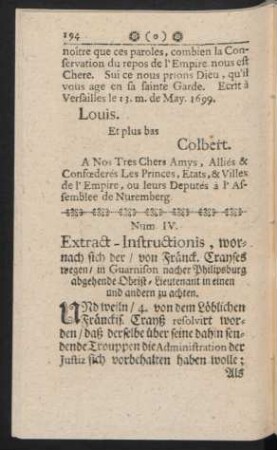 194 (o)
noitre que ces paroles, combien la Con-
servation du repos de l'Empire nous est
Chere. Sui ce nous prions Dieu, qu'il
vous age en sa sainte Garde. Ecrit à
Versailles le 13. m. de May. 1699.
Louis.
Et plus bas
Colbert.
A Nos Tres Chers Amys, Alliés &
Confœderés Les Princes, Etats, & Villes
de l'Empire, ou leurs Deputés à l'As-
semblee de Nuremberg
Num IV.
Extract-Instructionis, wor-
nach sich der / von Fränck. Crayses
wegen / in Guarnison nacher Philipsburg
abgehende Obrist-Lieutenant in einen
und andern zu achten.
UNd weiln / 4. von dem Löblichen
Fränckis. Crayß resolvirt wor-
den / daß derselbe über seine dahin sen-
dende Trouppen die Administration der
Justiz sich vorbehalten haben wolle;
Als